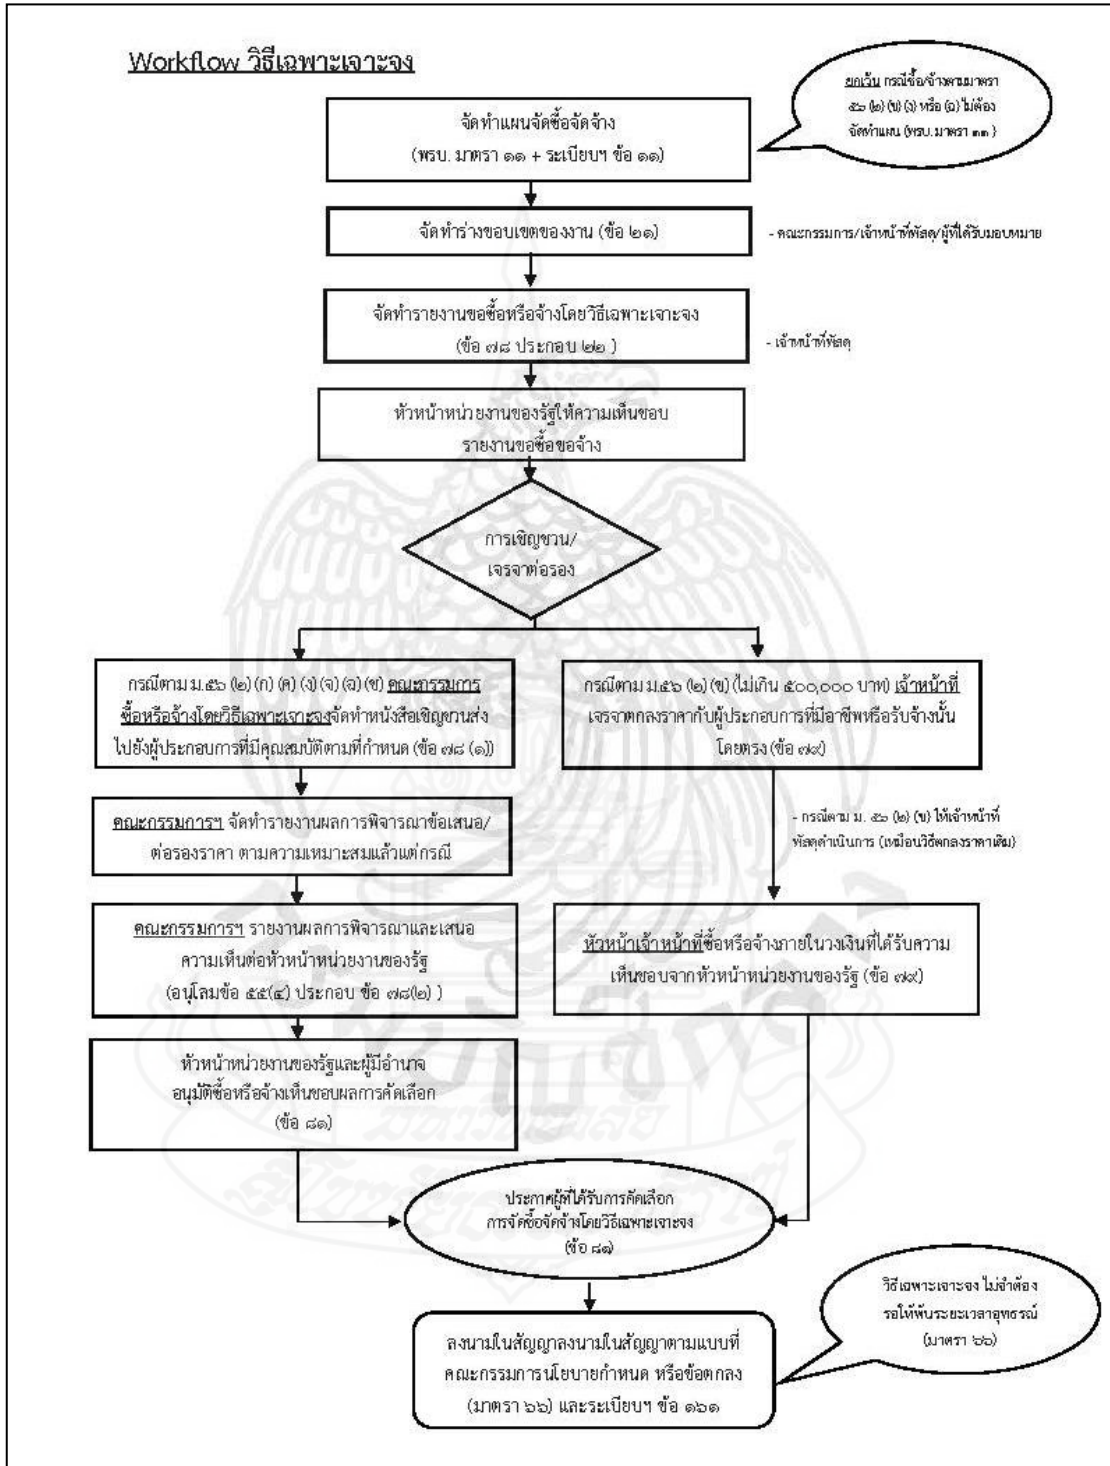 Workflow วิธีเฉพาะเจาะจง
ยกเว้น กรณีซื้อ/จ้างตามมาตรา
๕๖ (๒) (ข) (ง) หรือ (ฉ) ไม่ต้อง
จัดทำแผน (พรบ. มาตรา ๑๑ )
จัดทำแผนจัดซื้อจัดจ้าง
(พรบ. มาตรา ๑๑ + ระเบียบฯ ข้อ ๑๑)
จัดทำร่างขอบเขตของงาน (ข้อ ๒๑)
- คณะกรรมการ/เจ้าหน้าที่พัสดุ/ผู้ที่ได้รับมอบหมาย
จัดทำรายงานขอซื้อหรือจ้างโดยวิธีเฉพาะเจาะจง
(ข้อ ๗๘ ประกอบ ๒๒ )
- เจ้าหน้าที่พัสดุ
หัวหน้าหน่วยงานของรัฐให้ความเห็นชอบ
รายงานขอซื้อขอจ้าง
การเชิญชวน/
เจรจาต่อรอง
กรณีตาม ม.๕๖ (๒) (ก) (ค) (ง) (จ) (ฉ) (ช) คณะกรรมการ
ซื้อหรือจ้างโดยวิธีเฉพาะเจาะจงจัดทำหนังสือเชิญชวนส่ง
ไปยังผู้ประกอบการที่มีคุณสมบัติตามที่กำหนด (ข้อ ๗๘ (๑))
กรณีตาม ม.๕๖ (๒) (ข) (ไม่เกิน ๕๐๐,๐๐๐ บาท) เจ้าหน้าที่
เจรจาตกลงราคากับผู้ประกอบการที่มีอาชีพหรือรับจ้างนั้น
โดยตรง (ข้อ ๗๙)
คณะกรรมการฯ จัดทำรายงานผลการพิจารณาข้อเสนอ/
ต่อรองราคา ตามความเหมาะสมแล้วแต่กรณี
- กรณีตาม ม. ๕๖ (๒) (ข) ให้เจ้าหน้าที่
พัสดุดำเนินการ (เหมือนวิธีตกลงราคาเดิม)
คณะกรรมการฯ รายงานผลการพิจารณาและเสนอ
ความเห็นต่อหัวหน้าหน่วยงานของรัฐ
(อนุโลมข้อ ๕๕(๔) ประกอบ ข้อ ๗๘(๒) )
หัวหน้าเจ้าหน้าที่ซื้อหรือจ้างภายในวงเงินที่ได้รับความ
เห็นชอบจากหัวหน้าหน่วยงานของรัฐ (ข้อ ๗๙)
หัวหน้าหน่วยงานของรัฐและผู้มีอำนาจ
อนุมัติซื้อหรือจ้างเห็นชอบผลการคัดเลือก
(ข้อ ๘๑)
ประกาศผู้ที่ได้รับการคัดเลือก
การจัดซื้อจัดจ้างโดยวิธีเฉพาะเจาะจง
(ข้อ ๘๑)
วิธีเฉพาะเจาะจง ไม่จำต้อง
รอให้พ้นระยะเวลาอุทธรณ์
(มาตรา ๖๖)
ลงนามในสัญญาลงนามในสัญญาตามแบบที่
คณะกรรมการนโยบายกำหนด หรือข้อตกลง
(มาตรา ๖๖) และระเบียบฯ ข้อ ๑๖๑